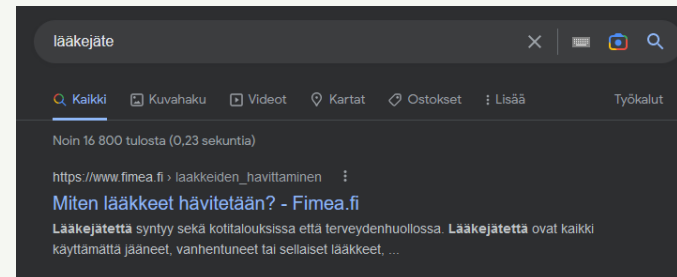 lääkejäte
Kaikki Kuvahaku Videot Kartat Ostokset Lisää Työkalut
Noin 16 800 tulosta (0,23 sekuntia)
https://www.fimea.fi › laakkeiden_havittaminen
Miten lääkkeet hävitetään? - Fimea.fi
Lääkejätettä syntyy sekä kotitalouksissa että terveydenhuollossa. Lääkejätettä ovat kaikki
käyttämättä jääneet, vanhentuneet tai sellaiset lääkkeet, ...